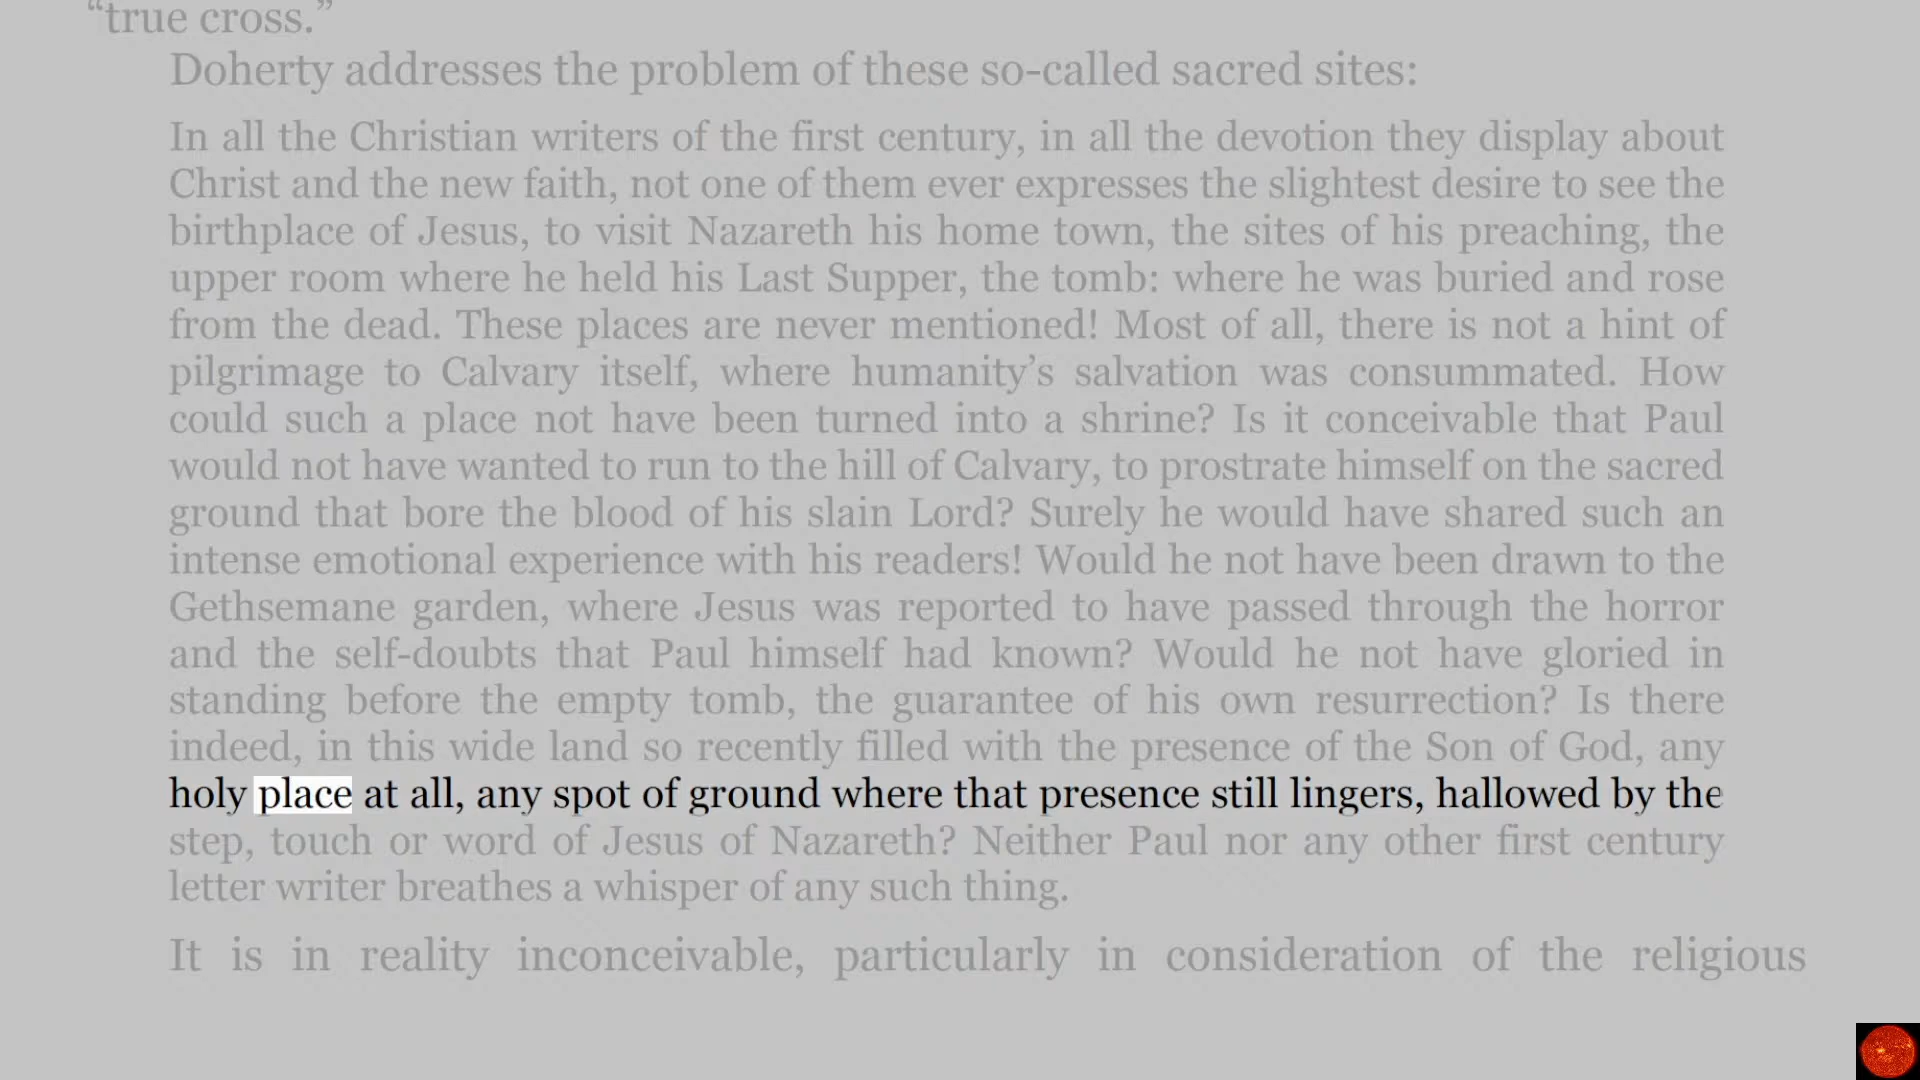 “true cross.”
Doherty addresses the problem of these so-called sacred sites:
In all the Christian writers of the first century, in all the devotion they display about
Christ and the new faith, not one of them ever expresses the slightest desire to see the
birthplace of Jesus, to visit Nazareth his home town, the sites of his preaching, the
upper room where he held his Last Supper, the tomb: where he was buried and rose
from the dead. These places are never mentioned! Most of all, there is not a hint of
pilgrimage to Calvary itself, where humanity’s salvation was consummated. How
could such a place not have been turned into a shrine? Is it conceivable that Paul
would not have wanted to run to the hill of Calvary, to prostrate himself on the sacred
ground that bore the blood of his slain Lord? Surely he would have shared such an
intense emotional experience with his readers! Would he not have been drawn to the
Gethsemane garden, where Jesus was reported to have passed through the horror
and the self-doubts that Paul himself had known? Would he not have gloried in
standing before the empty tomb, the guarantee of his own resurrection? Is there
indeed, in this wide land so recently filled with the presence of the Son of God, any
holy place at all, any spot of ground where that presence still lingers, hallowed by the
step, touch or word of Jesus of Nazareth? Neither Paul nor any other first century
letter writer breathes a whisper of any such thing.
It is in reality inconceivable, particularly in consideration of the religious